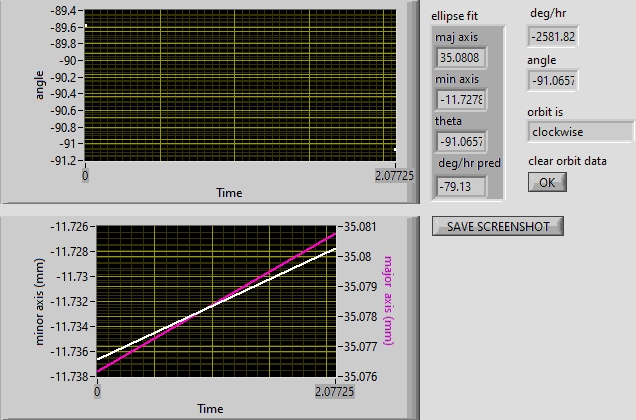 -89.4
-89.6
-89.8
-90
-90.2
-90.4
-90.6
-90.8
-91
-91.2
angle
0
2.07725
Time
ellipse fit
maj axis
35.0808
min axis
-11.7278
theta
-91.0657
deg/hr pred
-79.13
deg/hr
-2581.82
angle
-91.0657
orbit is
clockwise
clear orbit data
OK
SAVE SCREENSHOT
-11.726
-11.728
-11.73
-11.732
-11.734
-11.736
-11.738
minor axis (mm)
35.081
35.08
35.079
35.078
35.077
35.076
major axis (mm)
0
2.07725
Time